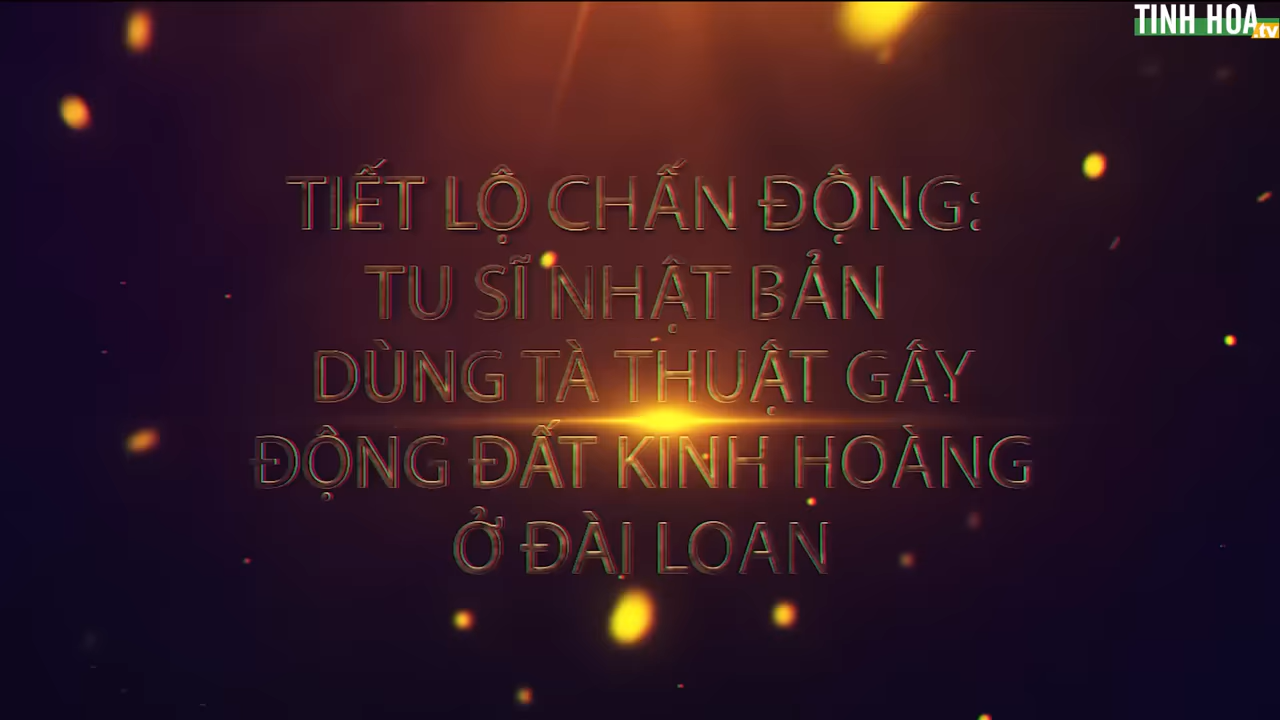 TINH HOA
.tv
TIẾT LỘ CHẤN ĐỘNG:
TU SĨ NHẬT BẢN
DÙNG TÀ THUẬT GÂY
ĐỘNG ĐẤT KINH HOÀNG
Ở ĐÀI LOAN